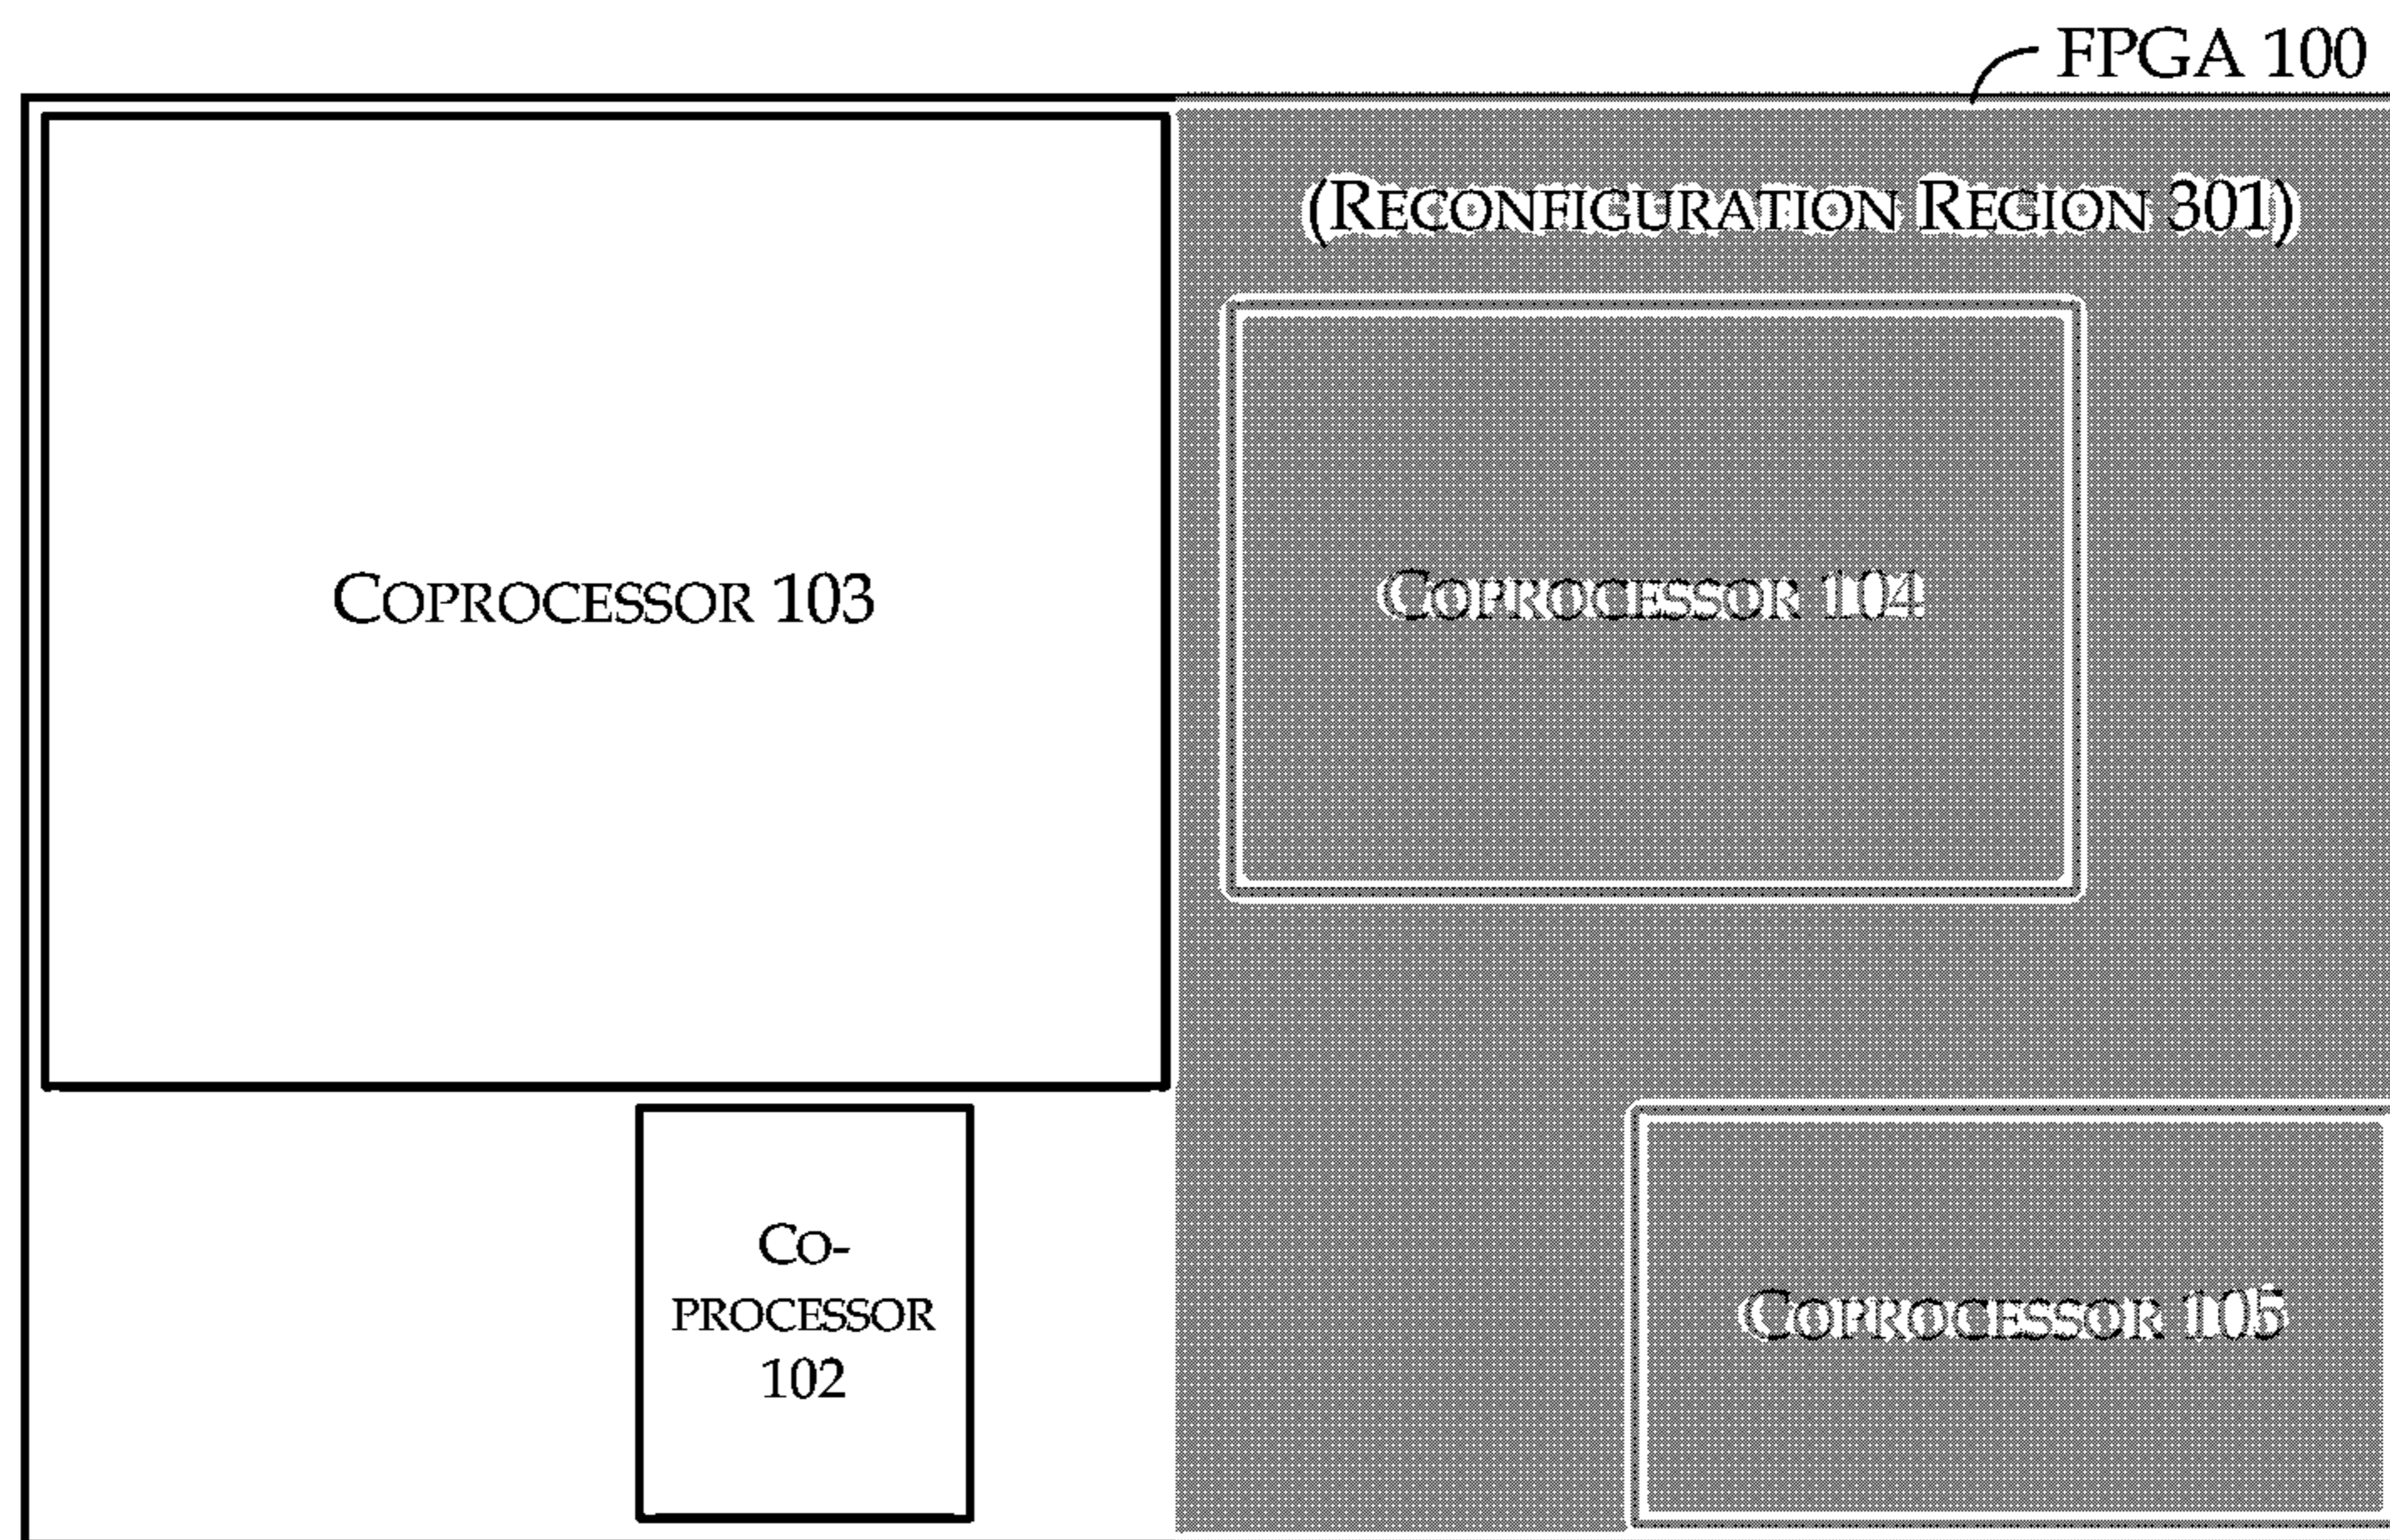 FPGA 100
(RECONFIGURATION REGION 301)
COPROCESSOR 103
COPROCESSOR 104
CO-
PROCESSOR
102
COPROCESSOR 105